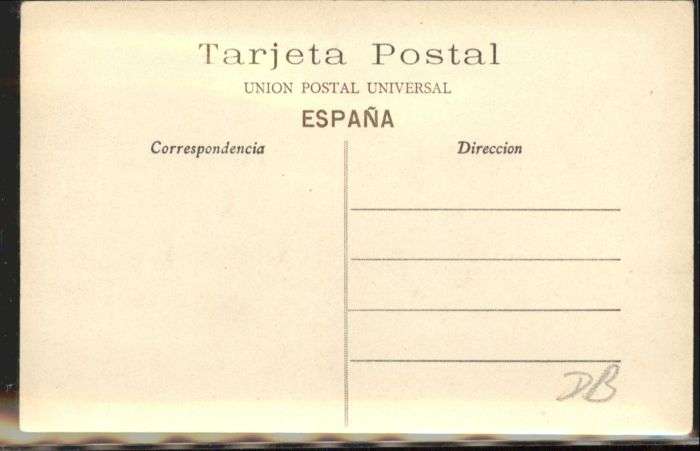 Tarjeta Postal
UNION POSTAL UNIVERSAL
ESPAÑA
Correspondencia
Direccion
DB